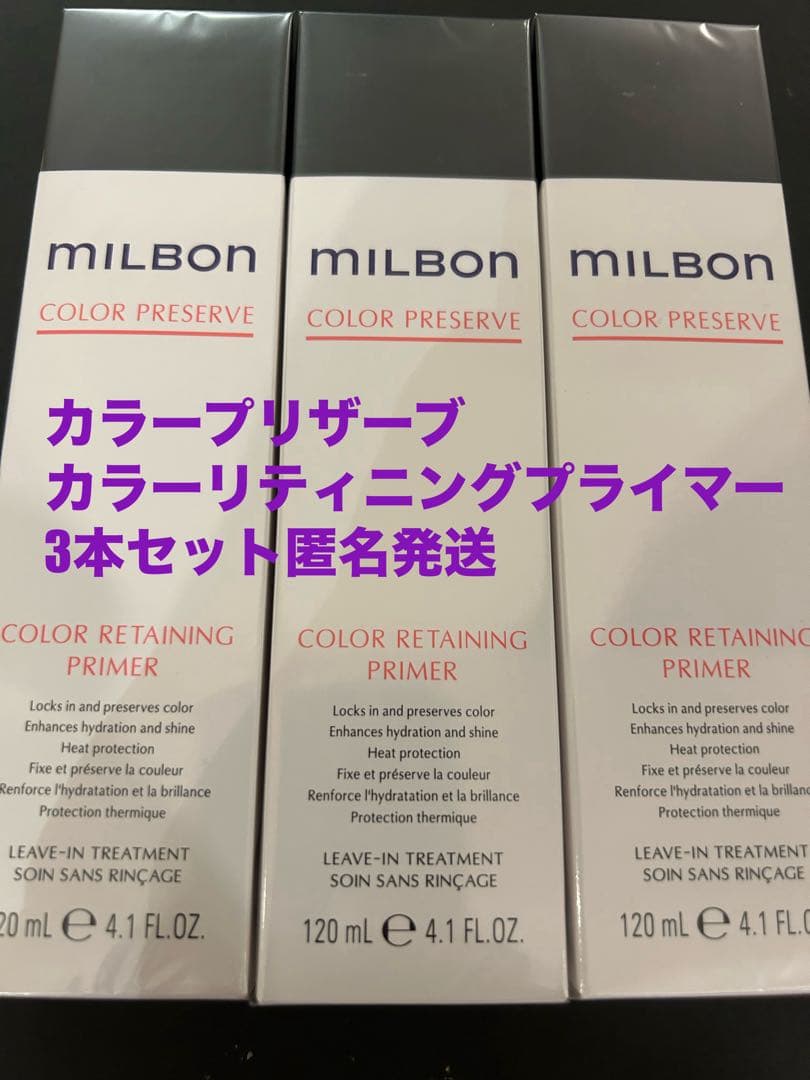 MILBON
COLOR PRESERVE
MILBON
COLOR PRESERVE
MILBON
COLOR PRESERVE
カラープリザーブ
カラーリティニングプライマー
3本セット匿名発送
COLOR RETAINING
PRIMER
Locks in and preserves color
Enhances hydration and shine
Heat protection
Fixe et préserve la couleur
Renforce l'hydratation et la brillance
Protection thermique
LEAVE-IN TREATMENT
SOIN SANS RINÇAGE
20 mL e 4.1 FL.OZ.
COLOR RETAINING
PRIMER
Locks in and preserves color
Enhances hydration and shine
Heat protection
Fixe et préserve la couleur
Renforce l'hydratation et la brillance
Protection thermique
LEAVE-IN TREATMENT
SOIN SANS RINÇAGE
120 mL e 4.1 FL.OZ.
COLOR RETAINING
PRIMER
Locks in and preserves color
Enhances hydration and shine
Heat protection
Fixe et préserve la couleur
Renforce l'hydratation et la brillanc
Protection thermique
LEAVE-IN TREATMENT
SOIN SANS RINÇAGE
120 mL e 4.1 FL.O